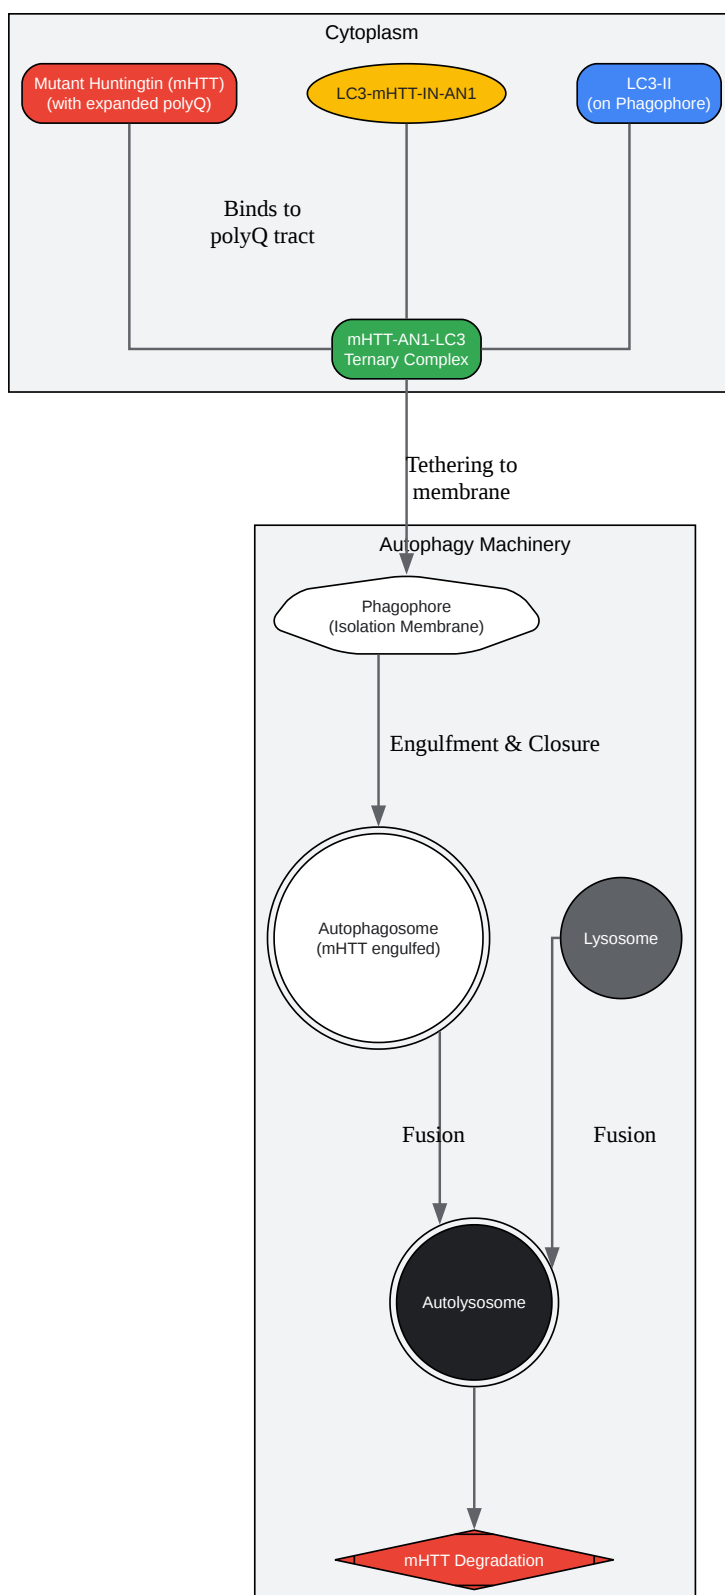 Cytoplasm
Mutant Huntingtin (mHTT)
(with expanded polyQ)
LC3-mHTT-IN-AN1
LC3-II
(on Phagophore)
Binds to
polyQ tract
mHTT-AN1-LC3
Ternary Complex
Tethering to
membrane
Autophagy Machinery
Phagophore
(Isolation Membrane)
Engulfment & Closure
Autophagosome
(mHTT engulfed)
Lysosome
Fusion
Fusion
Autolysosome
mHTT Degradation